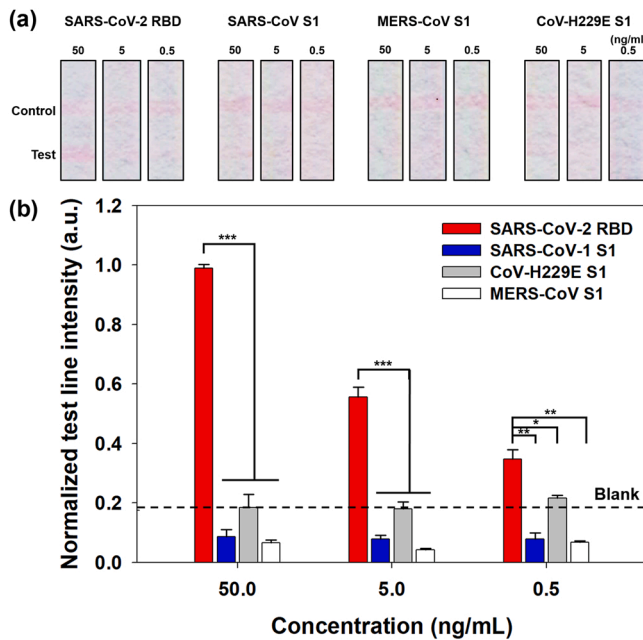 (a)
SARS-CoV-2 RBD SARS-CoV S1 MERS-CoV S1 CoV-H229E S1
(ng/ml)
50 5 0.5 50 5 0.5 50 5 0.5 50 5 0.5
Control
Test
(b)
Normalized test line intensity (a.u.)
1.2
1.0
0.8
0.6
0.4
0.2
0.0
SARS-CoV-2 RBD
SARS-CoV-1 S1
CoV-H229E S1
MERS-CoV S1
***
***
**
*
**
Blank
50.0 5.0 0.5
Concentration (ng/mL)